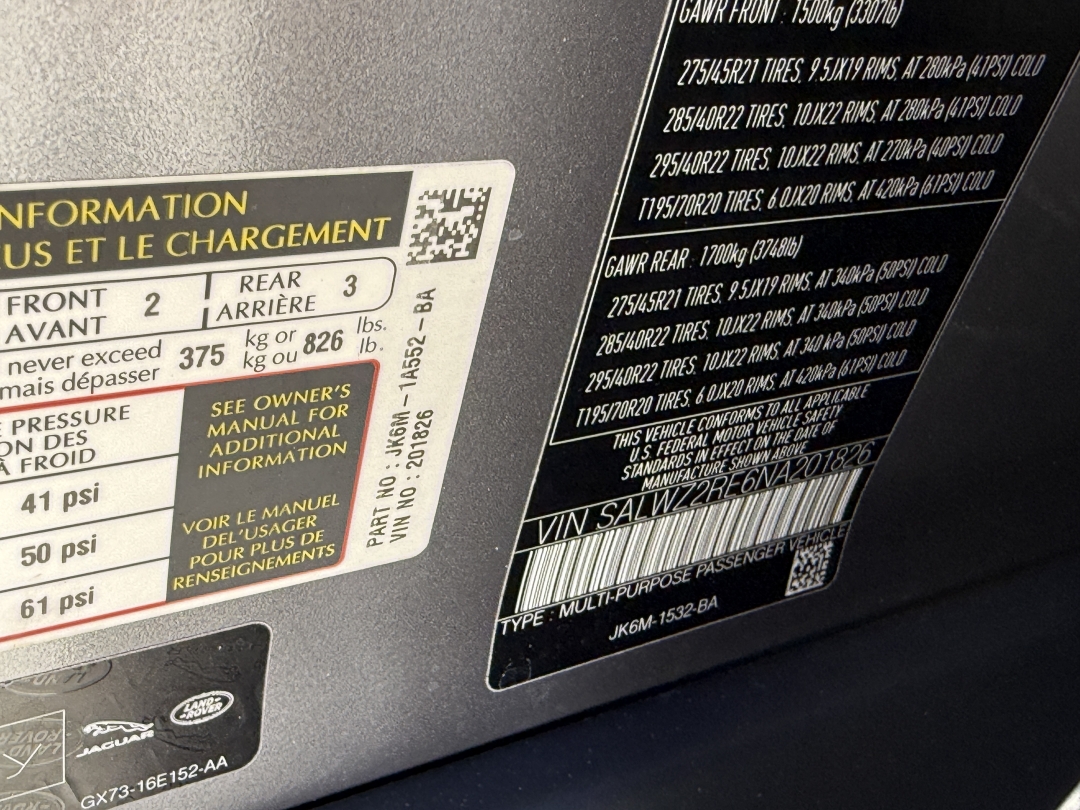 NFORMATION
US ET LE CHARGEMENT
FRONT
AVANT
2
REAR
ARRIÈRE
3
never exceed
mais dépasser
375
kg or
kg ou
826
lbs.
lb.
PRESSURE
ON DES
À FROID
41 psi
50 psi
61 psi
SEE OWNER'S
MANUAL FOR
ADDITIONAL
INFORMATION
VOIR LE MANUEL
DEL'USAGER
POUR PLUS DE
RENSEIGNEMENTS
PART NO : JK6M-1A552-BA
VIN NO : 201826
JAGUAR
LAND
ROVER
GX73-16E152-AA
GAWR FRONT : 1500kg (3307lb)
275/45R21 TIRES, 9.5JX19 RIMS, AT 280kPa (41PSI) COLD
285/40R22 TIRES, 10JX22 RIMS, AT 280kPa (41PSI) COLD
295/40R22 TIRES, 10JX22 RIMS, AT 270kPa (40PSI) COLD
T195/70R20 TIRES, 6.0JX20 RIMS, AT 420kPa (61PSI) COLD
GAWR REAR : 1700kg (3748lb)
275/45R21 TIRES, 9.5JX19 RIMS, AT 340kPa (50PSI) COLD
285/40R22 TIRES, 10JX22 RIMS, AT 340kPa (50PSI) COLD
295/40R22 TIRES, 10JX22 RIMS, AT 340 kPa (50PSI) COLD
T195/70R20 TIRES, 6.0JX20 RIMS, AT 420kPa (61PSI) COLD
THIS VEHICLE CONFORMS TO ALL APPLICABLE
U.S. FEDERAL MOTOR VEHICLE SAFETY
STANDARDS IN EFFECT ON THE DATE OF
MANUFACTURE SHOWN ABOVE
VIN SALWZ2RE6NA201826
TYPE : MULTI-PURPOSE PASSENGER VEHICLE
JK6M-1532-BA